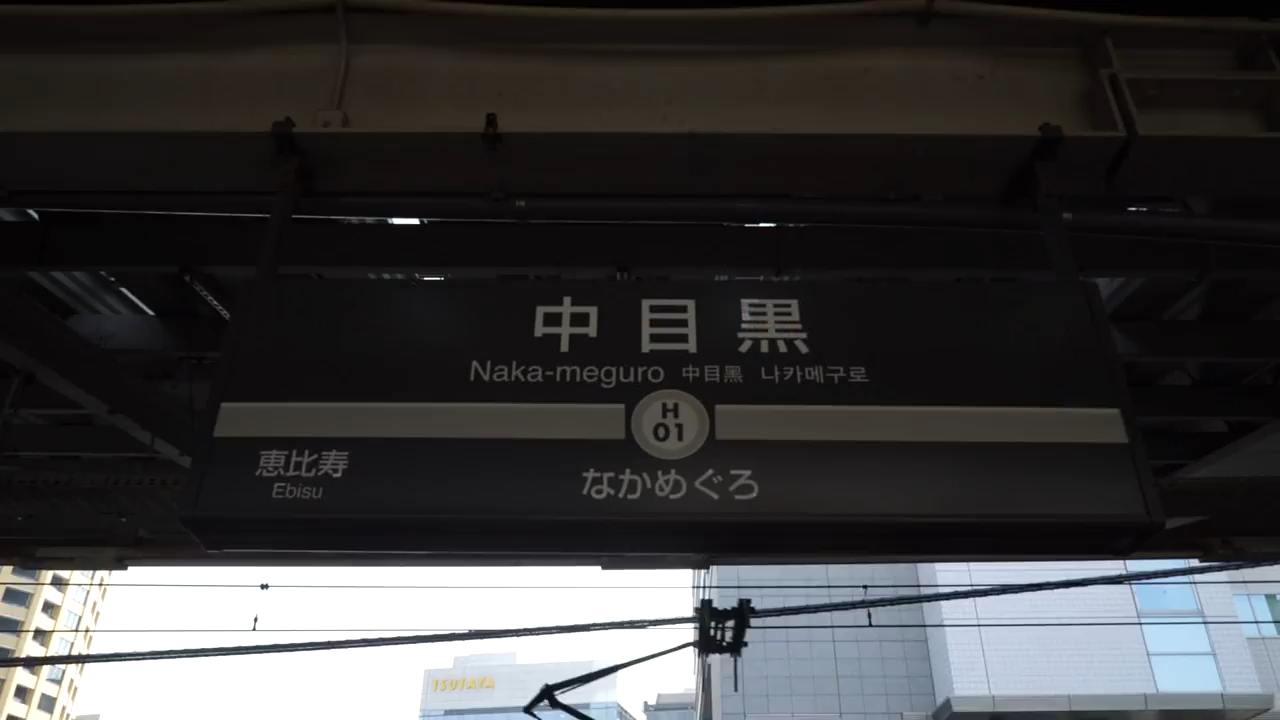 中目黒
Naka-meguro 中目黑 나카메구로
H
01
恵比寿
Ebisu
なかめぐろ
TSUTAYA